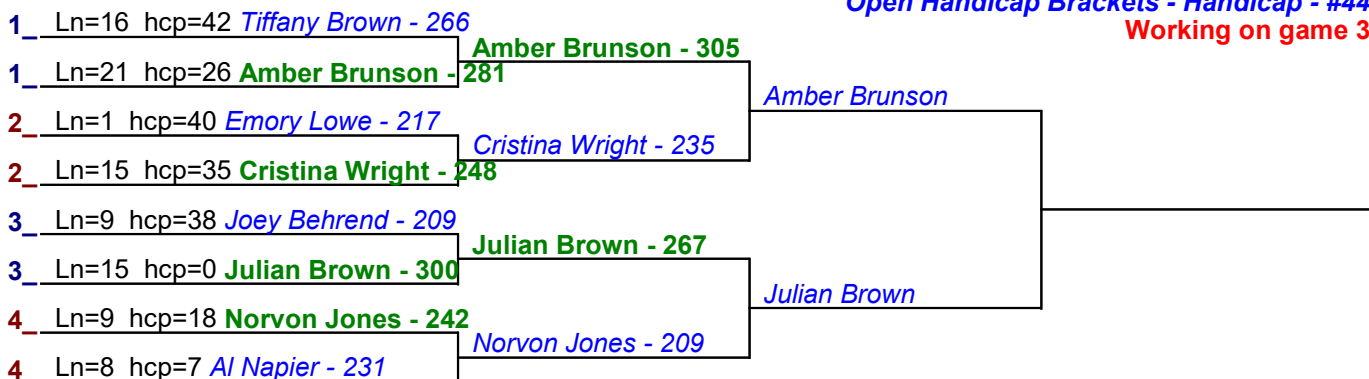 Open Handicap Brackets - Handicap - #44
Working on game 3
1_ Ln=16 hcp=42 Tiffany Brown - 266
Amber Brunson - 305
1_ Ln=21 hcp=26 Amber Brunson - 281
Amber Brunson
2_ Ln=1 hcp=40 Emory Lowe - 217
Cristina Wright - 235
2_ Ln=15 hcp=35 Cristina Wright - 248
3_ Ln=9 hcp=38 Joey Behrend - 209
Julian Brown - 267
3_ Ln=15 hcp=0 Julian Brown - 300
Julian Brown
4_ Ln=9 hcp=18 Norvon Jones - 242
Norvon Jones - 209
4 Ln=8 hcp=7 Al Napier - 231